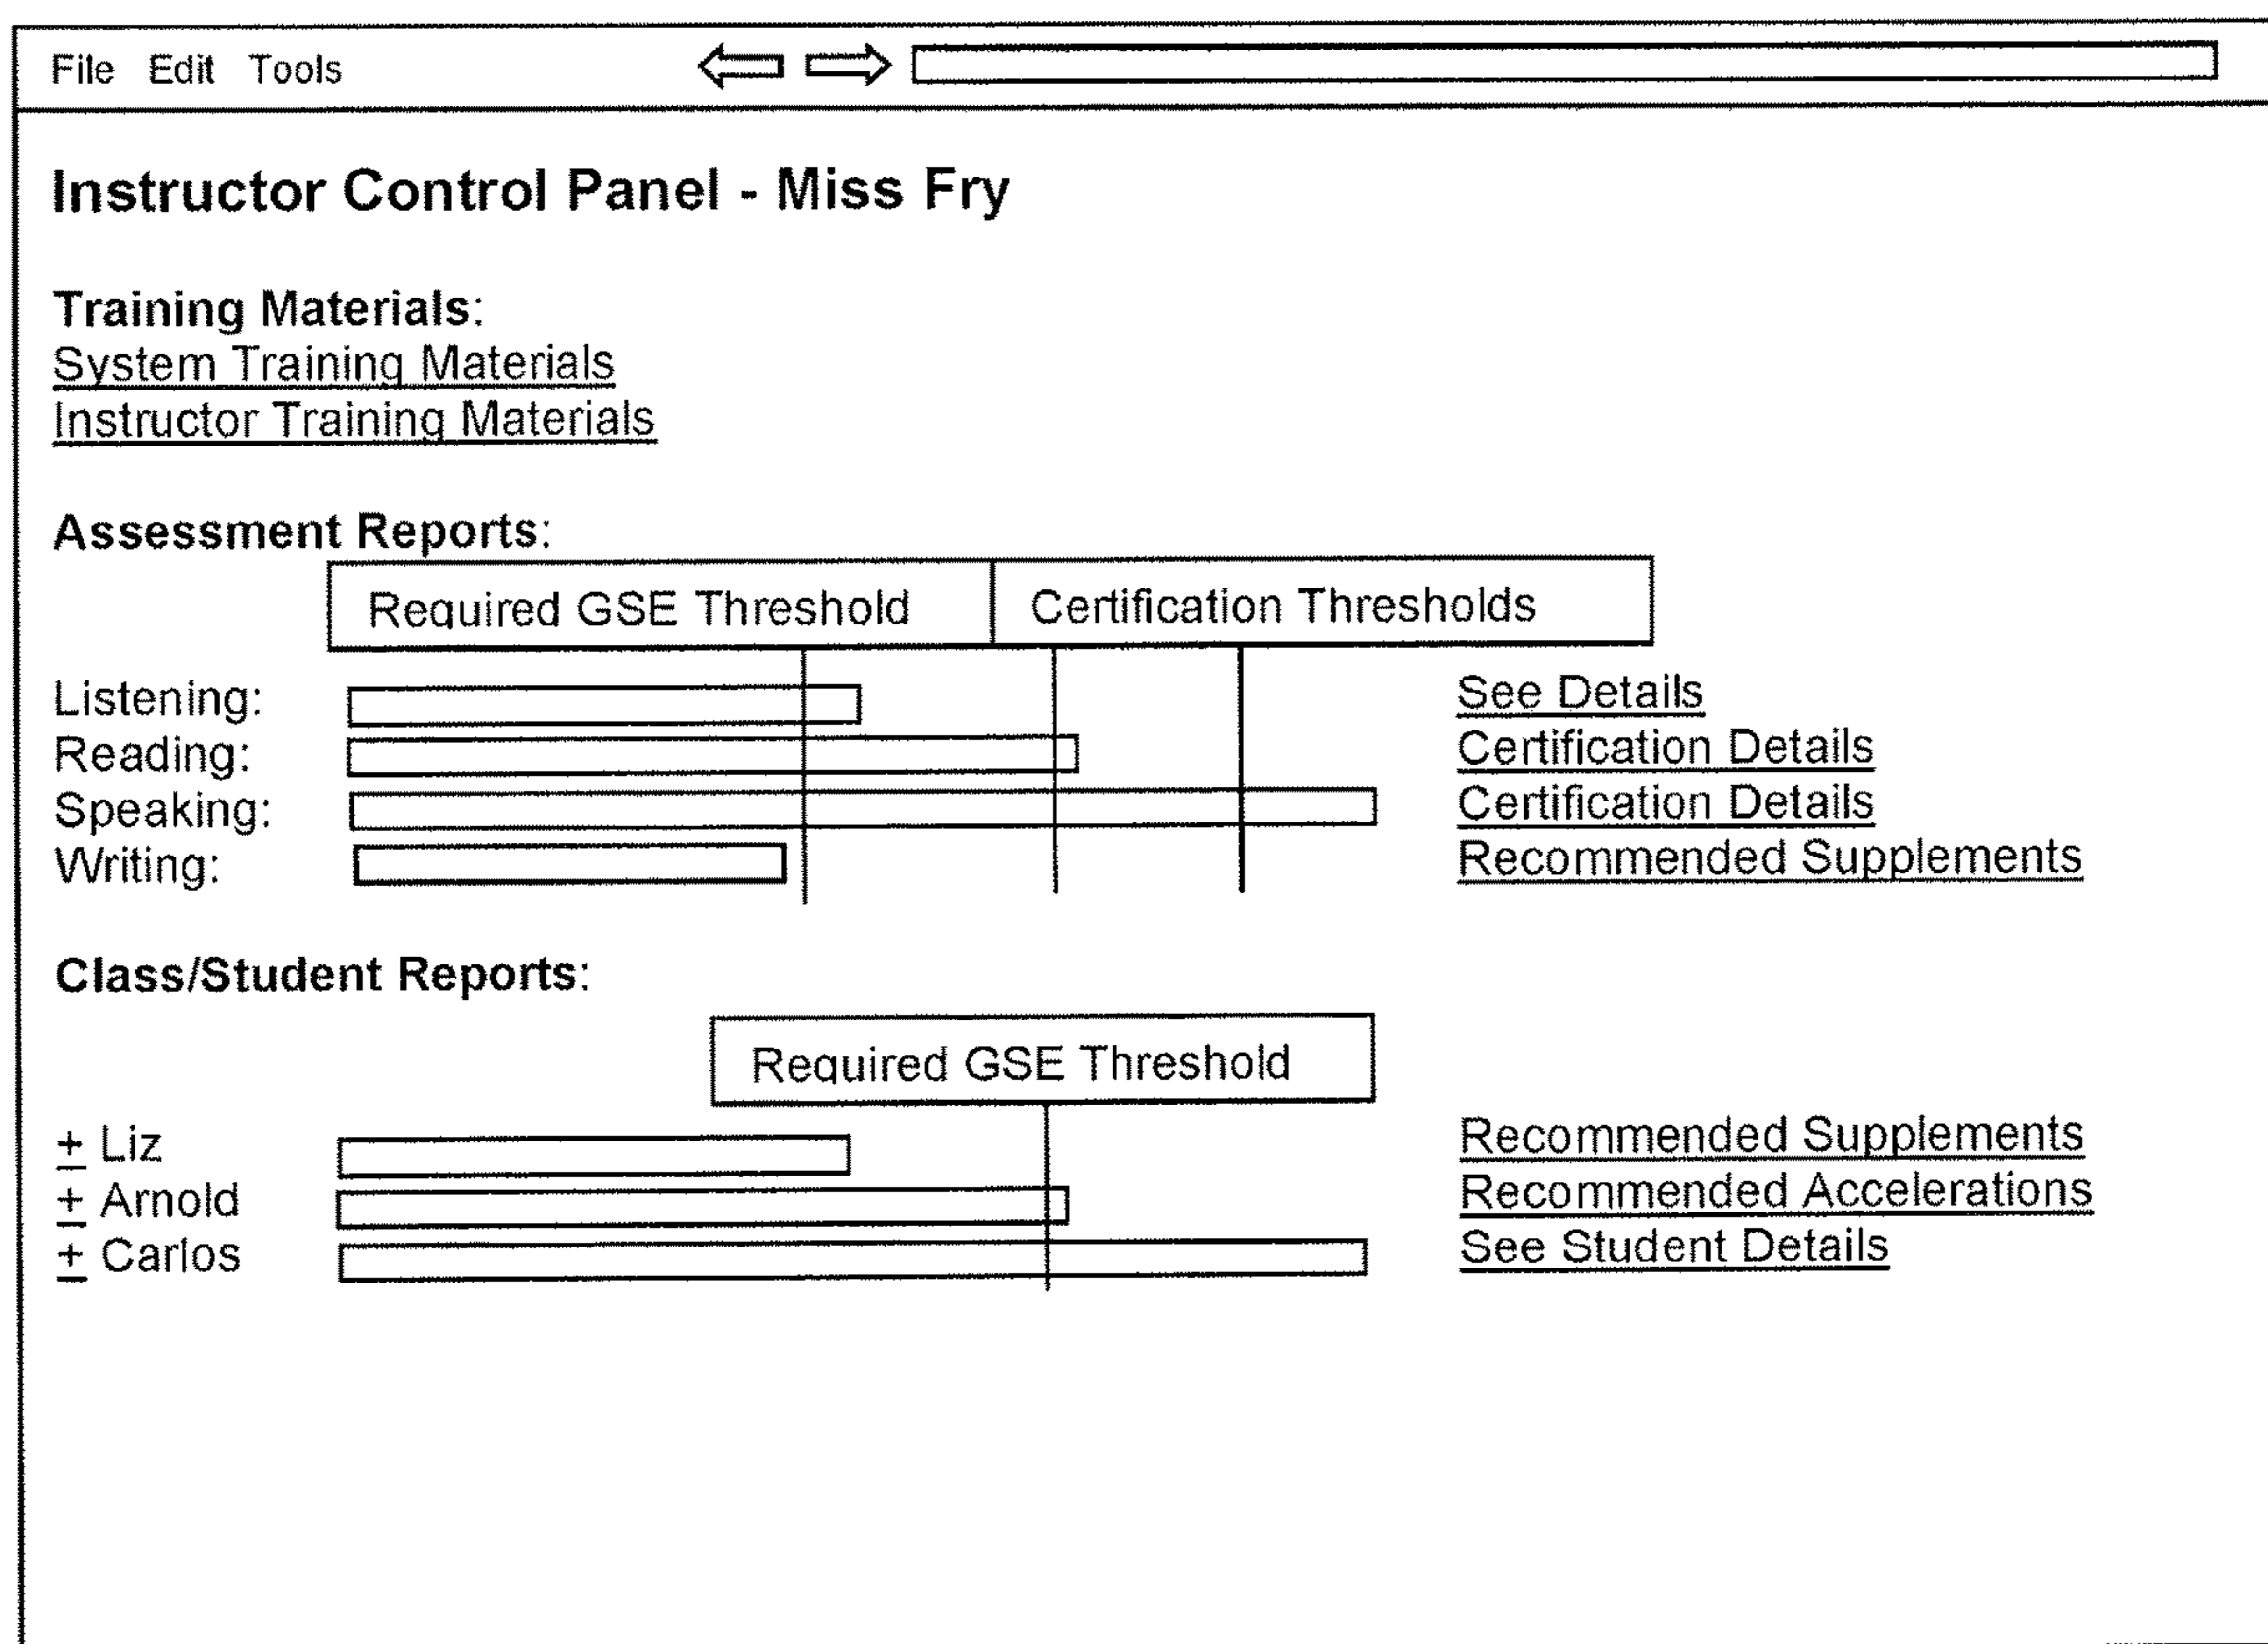 File Edit Tools
Instructor Control Panel - Miss Fry
Training Materials:
System Training Materials
Instructor Training Materials
Assessment Reports:
Required GSE Threshold Certification Thresholds
Listening: See Details
Reading: Certification Details
Speaking: Certification Details
Writing: Recommended Supplements
Class/Student Reports:
Required GSE Threshold
+ Liz Recommended Supplements
+ Arnold Recommended Accelerations
+ Carlos See Student Details